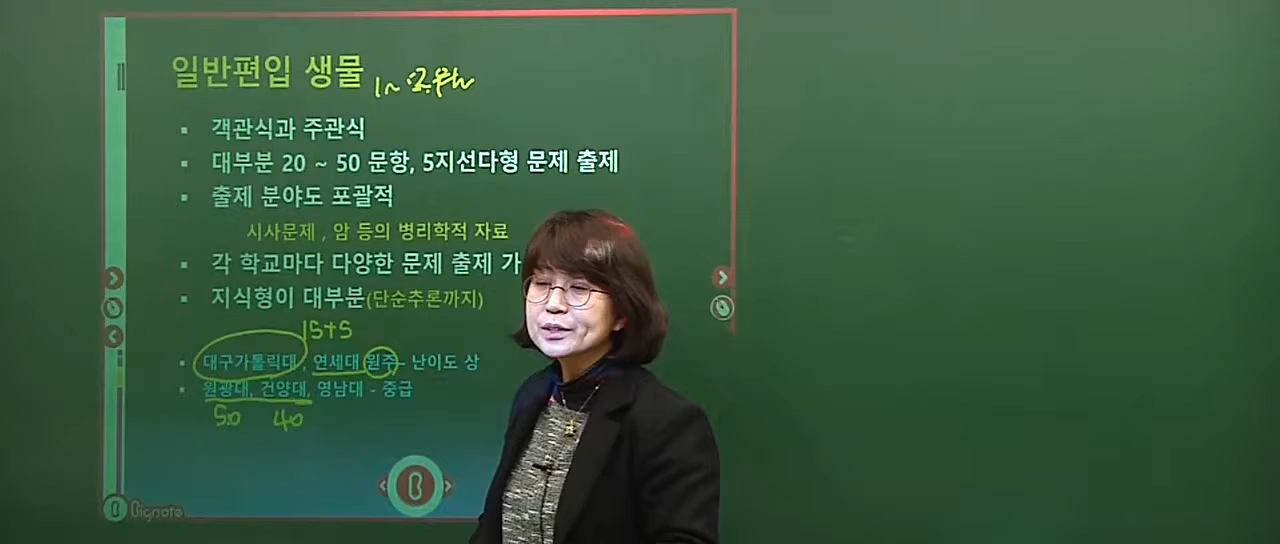 일반편입 생물 1~
▪ 객관식과 주관식
▪ 대부분 20 ~ 50 문항, 5지선다형 문제 출제
▪ 출제 분야도 포괄적
시사문제 , 암 등의 병리학적 자료
▪ 각 학교마다 다양한 문제 출제 가
▪ 지식형이 대부분(단순추론까지)
15+5
▪ 대구가톨릭대 , 연세대 원주 - 난이도 상
▪ 원광대, 건양대, 영남대 - 중급
50 40
B Bignote